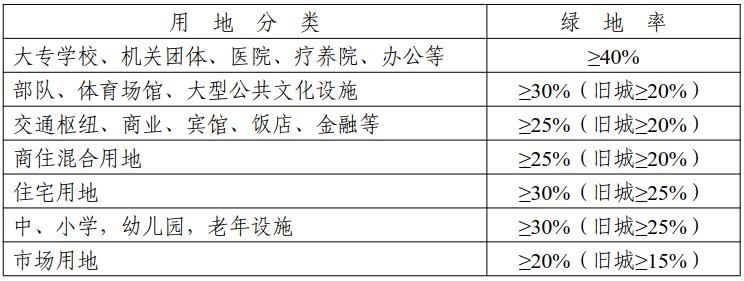 用地分类 绿地率
大专学校、机关团体、医院、疗养院、办公等 ≥40%
部队、体育场馆、大型公共文化设施 ≥30%（旧城≥20%）
交通枢纽、商业、宾馆、饭店、金融等 ≥25%（旧城≥20%）
商住混合用地 ≥25%（旧城≥20%）
住宅用地 ≥30%（旧城≥25%）
中、小学，幼儿园，老年设施 ≥30%（旧城≥25%）
市场用地 ≥20%（旧城≥15%）